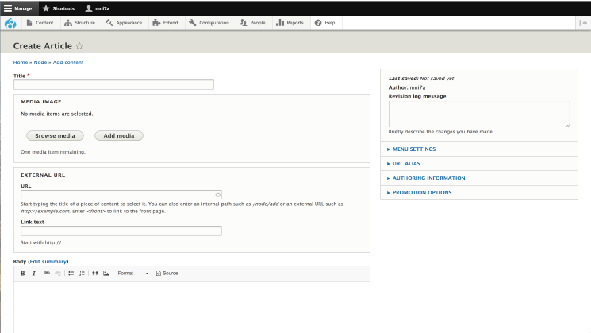 Manage Shortcuts
Content Structure Appearance Extend Configuration People Reports Help
Create Article
Home » Node » Add content
Title *
MEDIA IMAGE
No media items are selected.
Browse media Add media
One media item remaining.
EXTERNAL URL
URL
Start typing the title of a piece of content to select it. You can also enter an internal path such as /node/add or an external URL such as
http://example.com. Enter <front> to link to the front page.
Link text
Start with http://
Body (Edit summary)
B I Format Source
Last saved: Not saved yet
Author:
Revision log message
Briefly describe the changes you have made.
MENU SETTINGS
URL ALIAS
AUTHORING INFORMATION
PROMOTION OPTIONS